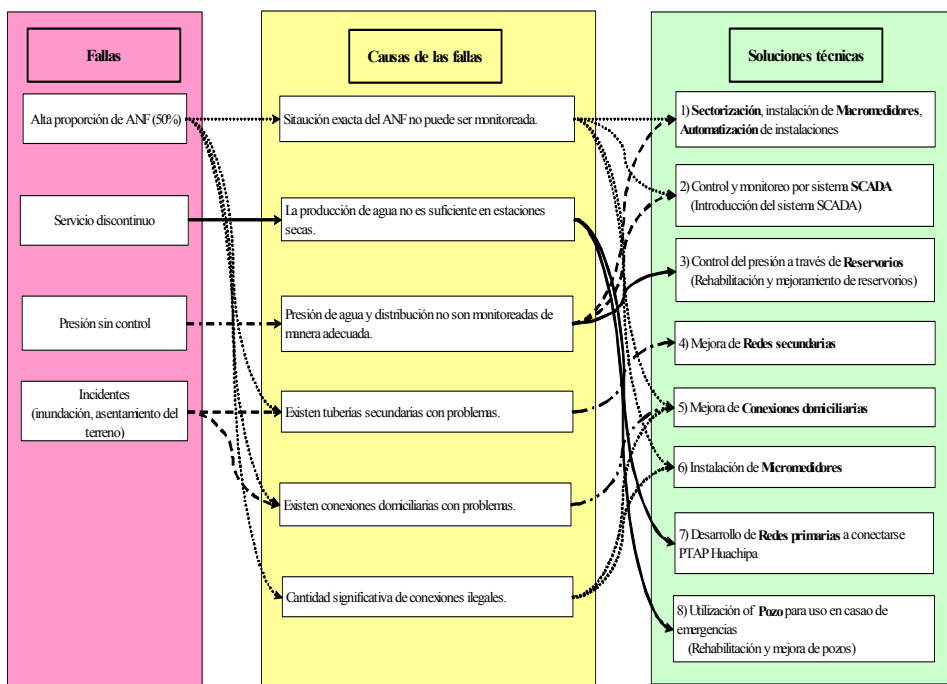 Fallas
Alta proporción de ANF (50%)
Servicio discontinuo
Presión sin control
Incidentes
(inundación, asentamiento del
terreno)
Causas de las fallas
Sitaución exacta del ANF no puede ser monitoreada.
La producción de agua no es suficiente en estaciones
secas.
Presión de agua y distribución no son monitoreadas de
manera adecuada.
Existen tuberías secundarias con problemas.
Existen conexiones domiciliarias con problemas.
Cantidad significativa de conexiones ilegales.
Soluciones técnicas
1) Sectorización, instalación de Macromedidores,
Automatización de instalaciones
2) Control y monitoreo por sistema SCADA
(Introducción del sistema SCADA)
3) Control del presión a través de Reservorios
(Rehabilitación y mejoramiento de reservorios)
4) Mejora de Redes secundarias
5) Mejora de Conexiones domiciliarias
6) Instalación de Micromedidores
7) Desarrollo de Redes primarias a conectarse
PTAP Huachipa
8) Utilización of Pozo para uso en casao de
emergencias
(Rehabilitación y mejora de pozos)